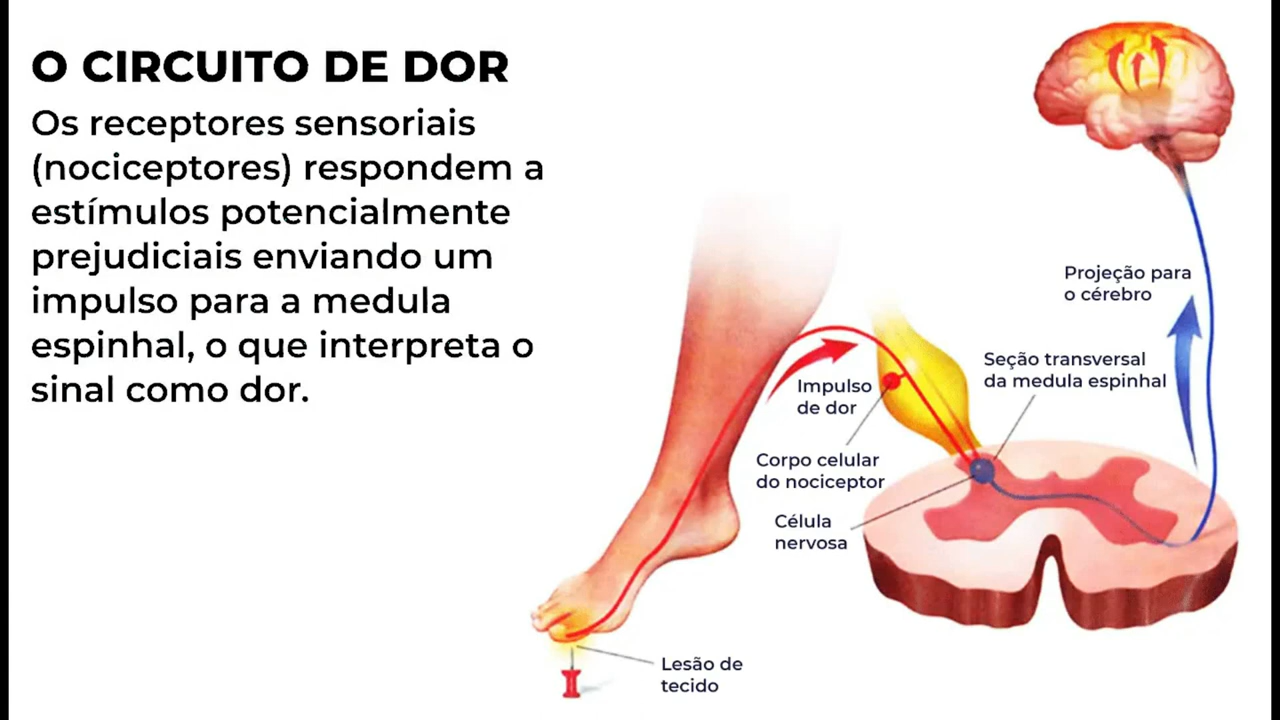 O CIRCUITO DE DOR
Os receptores sensoriais
(nociceptores) respondem a
estímulos potencialmente
prejudiciais enviando um
impulso para a medula
espinhal, o que interpreta o
sinal como dor.
Projeção para
o cérebro
Seção transversal
da medula espinhal
Impulso
de dor
Corpo celular
do nociceptor
Célula
nervosa
Lesão de
tecido